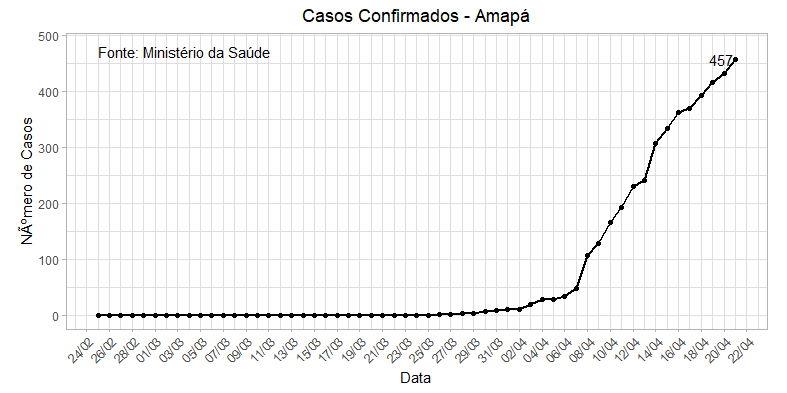 Casos Confirmados - Amapá
Fonte: Ministério da Saúde
457
500
400
300
200
100
0
NÃºmero de Casos
24/02 26/02 28/02 01/03 03/03 05/03 07/03 09/03 11/03 13/03 15/03 17/03 19/03 21/03 23/03 25/03 27/03 29/03 31/03 02/04 04/04 06/04 08/04 10/04 12/04 14/04 16/04 18/04 20/04 22/04
Data